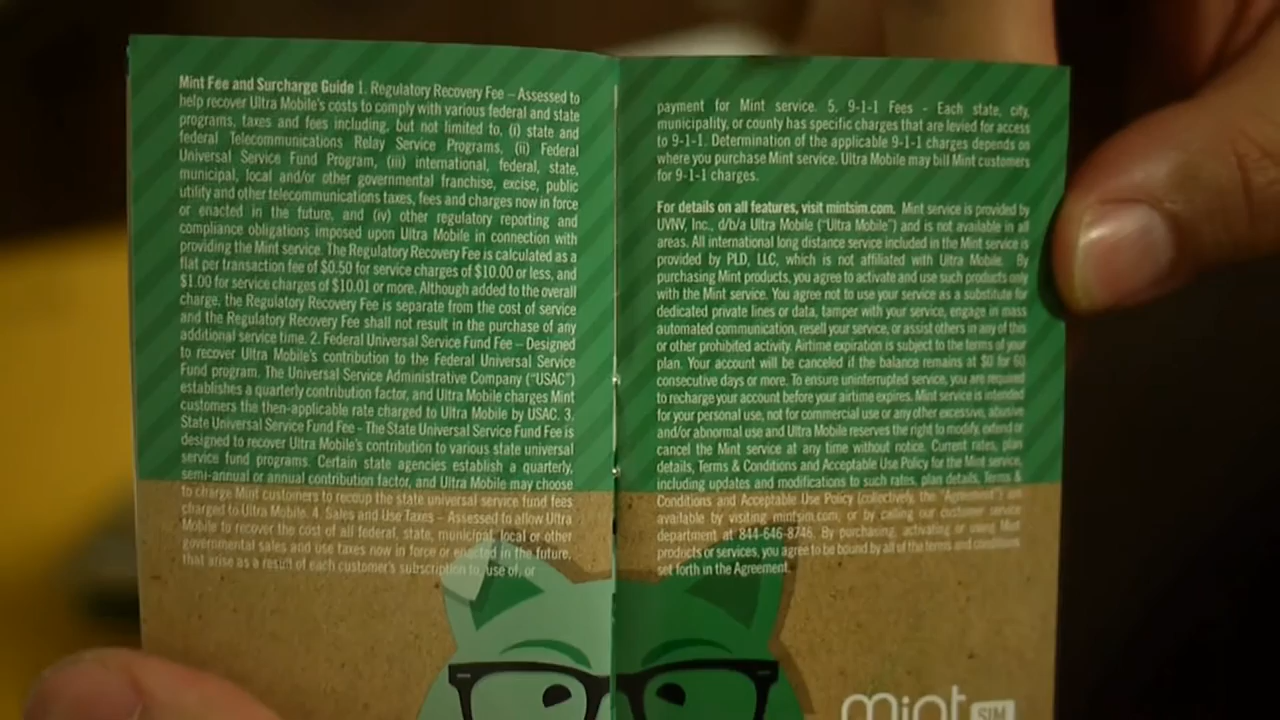 Mint Fee and Surcharge Guide 1. Regulatory Recovery Fee – Assessed to
help recover Ultra Mobile's costs to comply with various federal and state
programs, taxes and fees including, but not limited to, (i) state and
federal Telecommunications Relay Service Programs, (ii) Federal
Universal Service Fund Program, (iii) international, federal, state,
municipal, local and/or other governmental franchise, excise, public
utility and other telecommunications taxes, fees and charges now in force
or enacted in the future, and (iv) other regulatory reporting and
compliance obligations imposed upon Ultra Mobile in connection with
providing the Mint service. The Regulatory Recovery Fee is calculated as a
flat per transaction fee of $0.50 for service charges of $10.00 or less, and
$1.00 for service charges of $10.01 or more. Although added to the overall
charge, the Regulatory Recovery Fee is separate from the cost of service
and the Regulatory Recovery Fee shall not result in the purchase of any
additional service time. 2. Federal Universal Service Fund Fee – Designed
to recover Ultra Mobile's contribution to the Federal Universal Service
Fund program. The Universal Service Administrative Company ("USAC")
establishes a quarterly contribution factor, and Ultra Mobile charges Mint
customers the then-applicable rate charged to Ultra Mobile by USAC. 3.
State Universal Service Fund Fee - The State Universal Service Fund Fee is
designed to recover Ultra Mobile's contribution to various state universal
service fund programs. Certain state agencies establish a quarterly,
semi-annual or annual contribution factor, and Ultra Mobile may choose
to charge Mint customers to recoup the state universal service fund fees
charged to Ultra Mobile. 4. Sales and Use Taxes – Assessed to allow Ultra
Mobile to recover the cost of all federal, state, municipal, local or other
governmental sales and use taxes now in force or enacted in the future,
that arise as a result of each customer's subscription to, use of, or
payment for Mint service. 5. 9-1-1 Fees - Each state, city,
municipality, or county has specific charges that are levied for access
to 9-1-1. Determination of the applicable 9-1-1 charges depends on
where you purchase Mint service. Ultra Mobile may bill Mint customers
for 9-1-1 charges.
For details on all features, visit mintsim.com. Mint service is provided by
UVNV, Inc., d/b/a Ultra Mobile ("Ultra Mobile") and is not available in all
areas. All international long distance service included in the Mint service is
provided by PLD, LLC, which is not affiliated with Ultra Mobile. By
purchasing Mint products, you agree to activate and use such products only
with the Mint service. You agree not to use your service as a substitute for
dedicated private lines or data, tamper with your service, engage in mass
automated communication, resell your service, or assist others in any of this
or other prohibited activity. Airtime expiration is subject to the terms of your
plan. Your account will be canceled if the balance remains at $0 for 60
consecutive days or more. To ensure uninterrupted service, you are required
to recharge your account before your airtime expires. Mint service is intended
for your personal use, not for commercial use or any other excessive, abusive
and/or abnormal use and Ultra Mobile reserves the right to modify, extend or
cancel the Mint service at any time without notice. Current rates, plan
details, Terms & Conditions and Acceptable Use Policy for the Mint service,
including updates and modifications to such rates, plan details, Terms &
Conditions and Acceptable Use Policy (collectively, the "Agreement") are
available by visiting mintsim.com, or by calling our customer service
department at 844-646-8746. By purchasing, activating or using Mint
products or services, you agree to be bound by all of the terms and conditions
set forth in the Agreement.
mint SIM